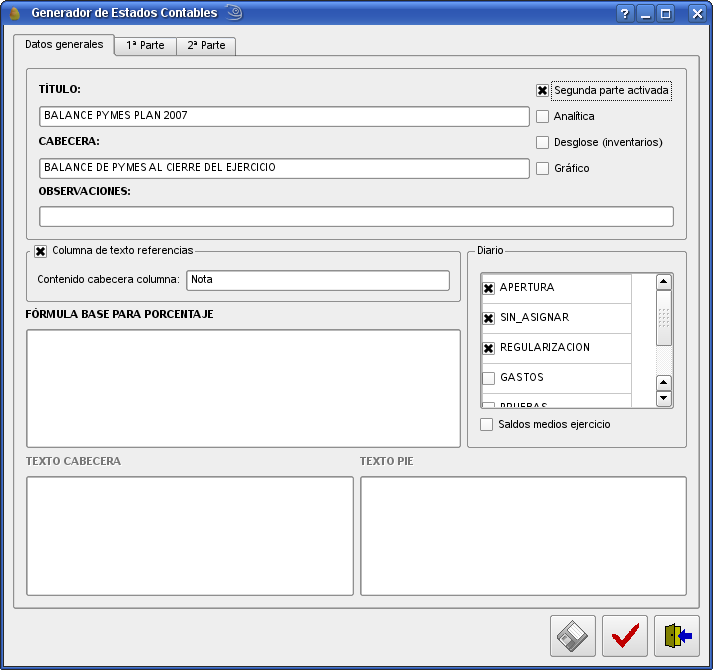 Generador de Estados Contables
Datos generales
1ª Parte
2ª Parte
TÍTULO:
Segunda parte activada
BALANCE PYMES PLAN 2007
Analítica
CABECERA:
Desglose (inventarios)
BALANCE DE PYMES AL CIERRE DEL EJERCICIO
Gráfico
OBSERVACIONES:
Columna de texto referencias
Contenido cabecera columna:
Nota
Diario
APERTURA
SIN_ASIGNAR
REGULARIZACION
GASTOS
PRUEBAS
Saldos medios ejercicio
FÓRMULA BASE PARA PORCENTAJE
TEXTO CABECERA
TEXTO PIE